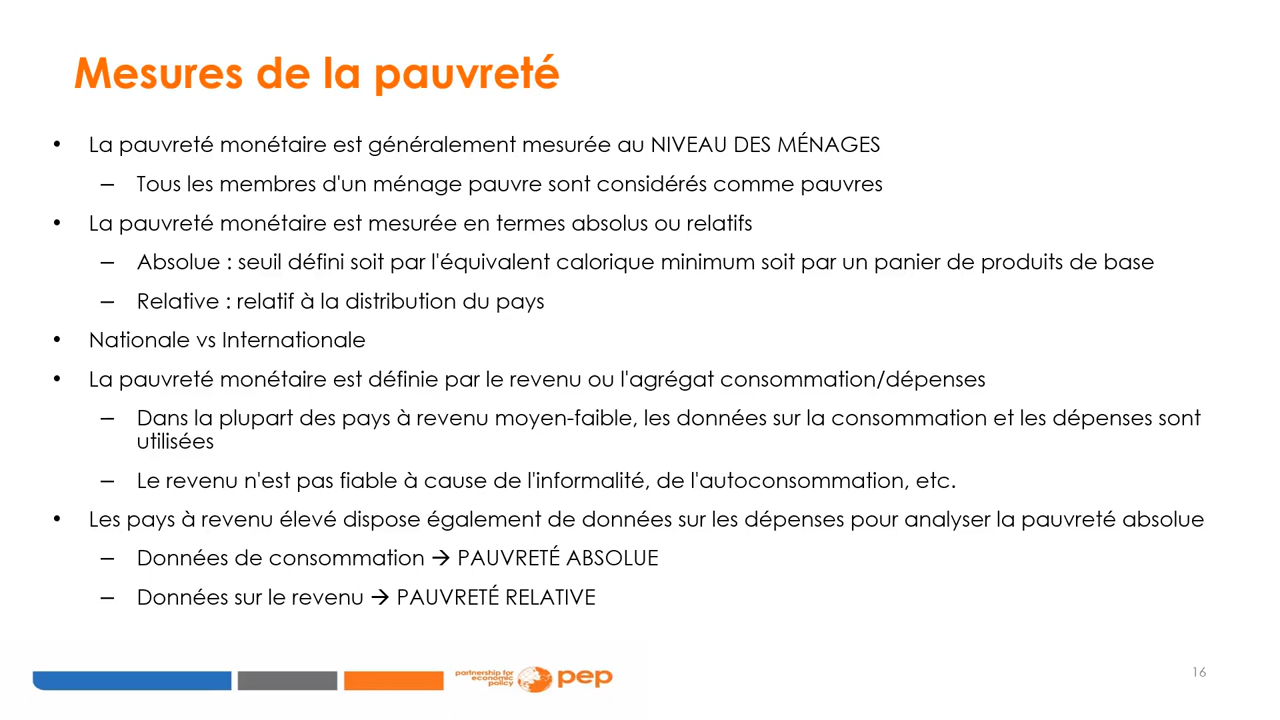 Mesures de la pauvreté
• La pauvreté monétaire est généralement mesurée au NIVEAU DES MÉNAGES
– Tous les membres d'un ménage pauvre sont considérés comme pauvres
• La pauvreté monétaire est mesurée en termes absolus ou relatifs
– Absolue : seuil défini soit par l'équivalent calorique minimum soit par un panier de produits de base
– Relative : relatif à la distribution du pays
• Nationale vs Internationale
• La pauvreté monétaire est définie par le revenu ou l'agrégat consommation/dépenses
– Dans la plupart des pays à revenu moyen-faible, les données sur la consommation et les dépenses sont
utilisées
– Le revenu n'est pas fiable à cause de l'informalité, de l'autoconsommation, etc.
• Les pays à revenu élevé dispose également de données sur les dépenses pour analyser la pauvreté absolue
– Données de consommation → PAUVRETÉ ABSOLUE
– Données sur le revenu → PAUVRETÉ RELATIVE
partnership for
economic
policy
pep
16